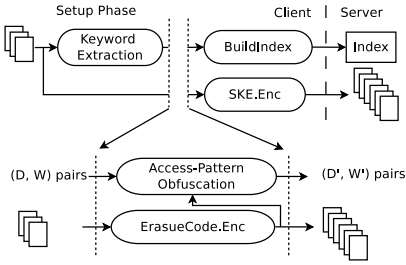 Setup Phase
Client
Server
Keyword
Extraction
BuildIndex
Index
SKE.Enc
(D, W) pairs
Access-Pattern
Obfuscation
(D', W') pairs
ErasueCode.Enc